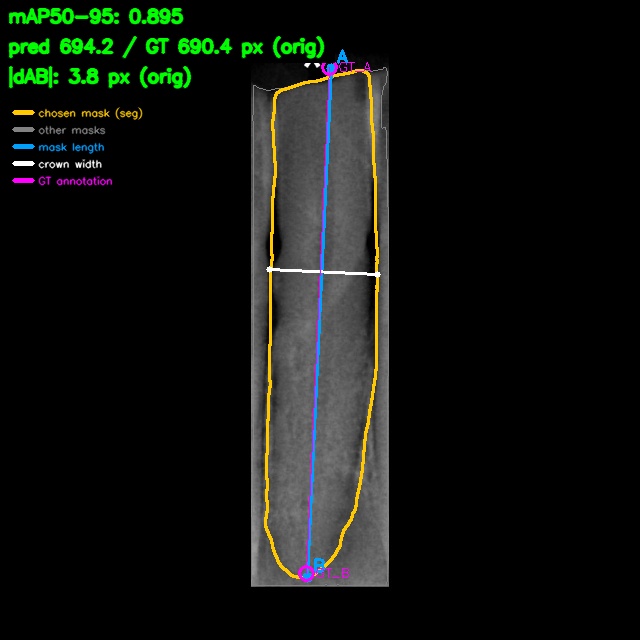 mAP50-95: 0.895
pred 694.2 / GT 690.4 px (orig)
|dAB|: 3.8 px (orig)
chosen mask (seg)
other masks
mask length
crown width
GT annotation
A
GT_A
B
GT_B